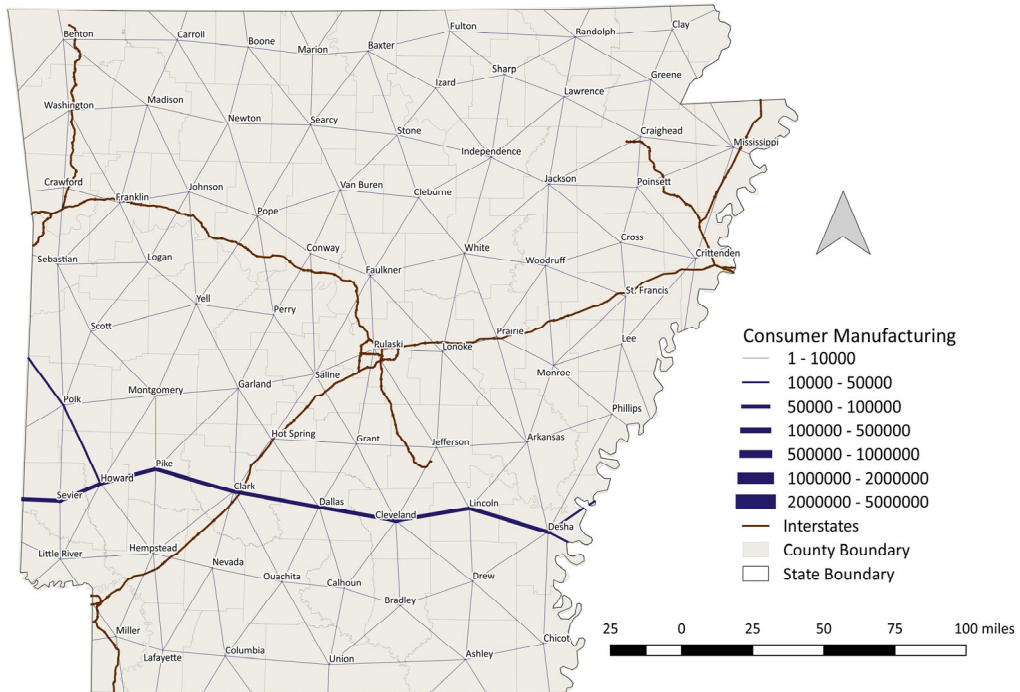 Benton
Carroll
Boone
Marion
Baxter
Fulton
Randolph
Clay
Washington
Madison
Newton
Searcy
Stone
Izard
Sharp
Lawrence
Greene
Craighead
Mississippi
Independence
Crawford
Franklin
Johnson
Van Buren
Cleburne
Jackson
Poinsett
Pope
Sebastian
Logan
Conway
Faulkner
White
Woodruff
Cross
Crittenden
Yell
Perry
St. Francis
Scott
Pulaski
Lonoke
Prairie
Lee
Polk
Montgomery
Garland
Saline
Monroe
Phillips
Hot Spring
Grant
Jefferson
Arkansas
Sevier
Howard
Pike
Clark
Dallas
Cleveland
Lincoln
Desha
Little River
Hempstead
Nevada
Ouachita
Calhoun
Bradley
Drew
Miller
Lafayette
Columbia
Union
Ashley
Chicot
Consumer Manufacturing
1 - 10000
10000 - 50000
50000 - 100000
100000 - 500000
500000 - 1000000
1000000 - 2000000
2000000 - 5000000
Interstates
County Boundary
State Boundary
25 0 25 50 75 100 miles